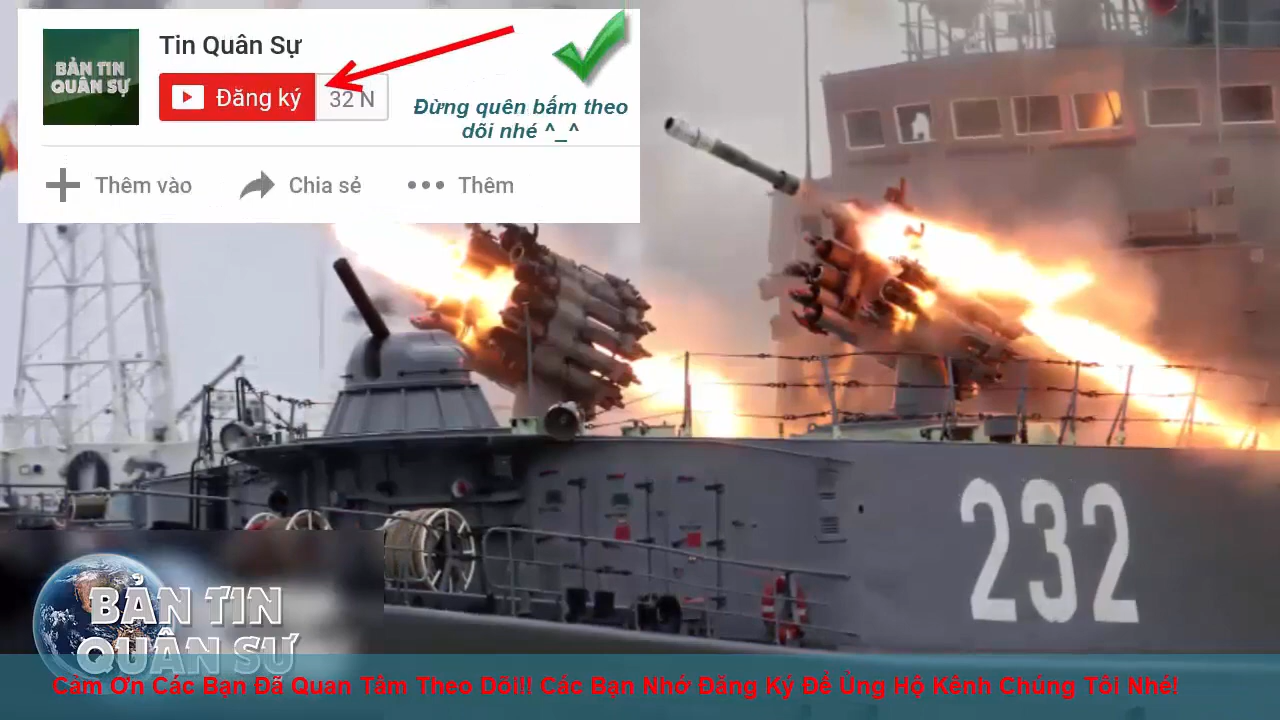 Tin Quân Sự
BẢN TIN
QUÂN SỰ
Đăng ký
32 N
Đừng quên bấm theo
dõi nhé ^_^
Thêm vào
Chia sẻ
Thêm
232
BẢN TIN
QUÂN SỰ
Cảm Ơn Các Bạn Đã Quan Tâm Theo Dõi!! Các Bạn Nhớ Đăng Ký Để Ủng Hộ Kênh Chúng Tôi Nhé!